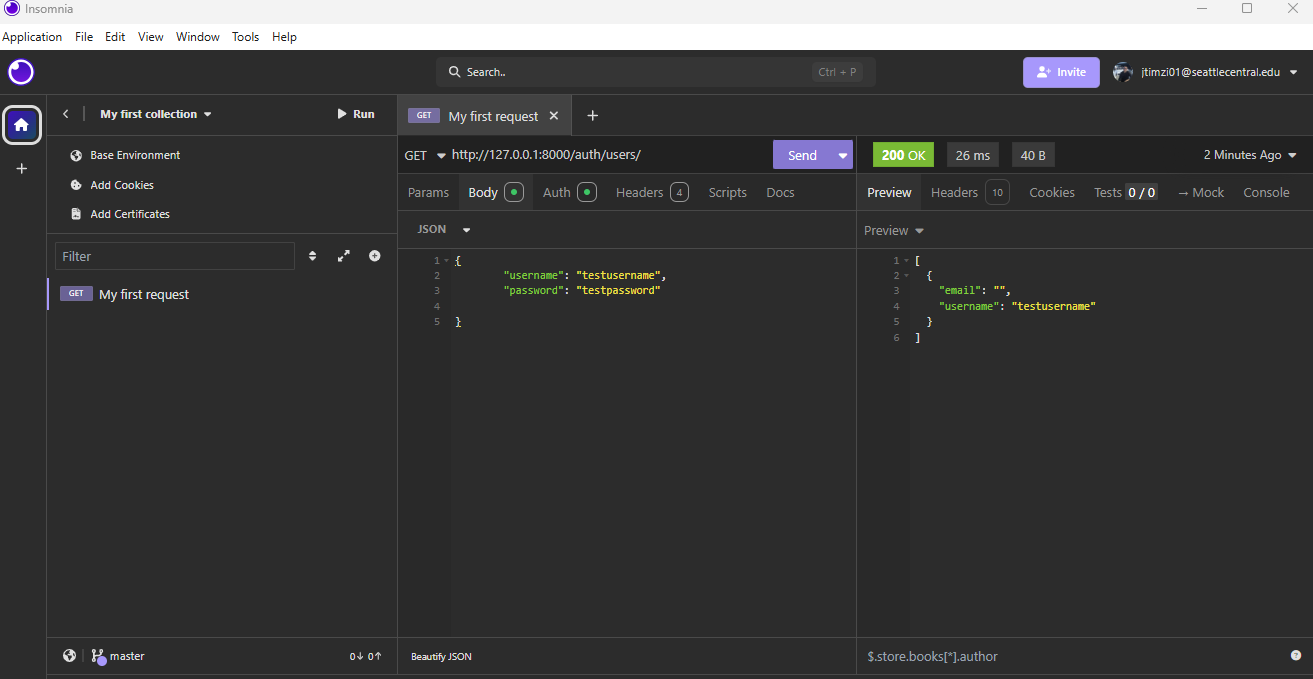 Insomnia
Application File Edit View Window Tools Help
Search.. Ctrl + P
Invite
jtimzi01@seattlecentral.edu
My first collection
Run
GET My first request
Base Environment
Add Cookies
Add Certificates
Filter
GET My first request
GET http://127.0.0.1:8000/auth/users/
Send
200 OK 26 ms 40 B 2 Minutes Ago
Params Body Auth Headers 4 Scripts Docs
Preview Headers 10 Cookies Tests 0 / 0 → Mock Console
JSON
1 {
2 "username": "testusername",
3 "password": "testpassword"
4
5 }
Preview
1 [
2 {
3 "email": "",
4 "username": "testusername"
5 }
6 ]
master 0↓ 0↑
Beautify JSON
$.store.books[*].author
?